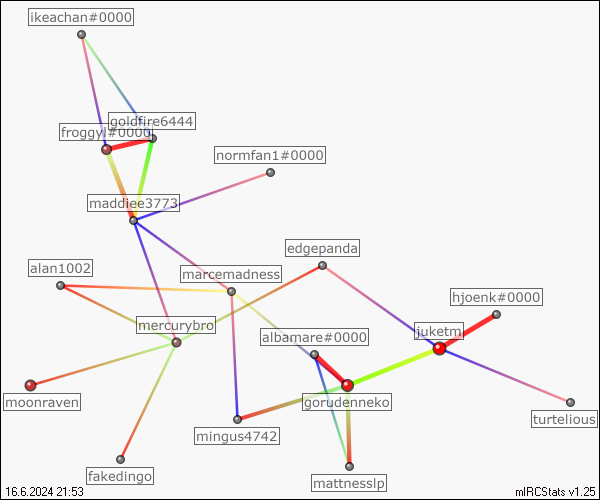 ikeachan#0000
goldfire6444
froggyl#0000
normfan1#0000
maddiee3773
edgepanda
alan1002
marcemadness
hjoenk#0000
mercurybro
albamare#0000
juketm
moonraven
gorudenneko
turtelious
mingus4742
fakedingo
mattnesslp
16.6.2024 21:53
mIRCStats v1.25